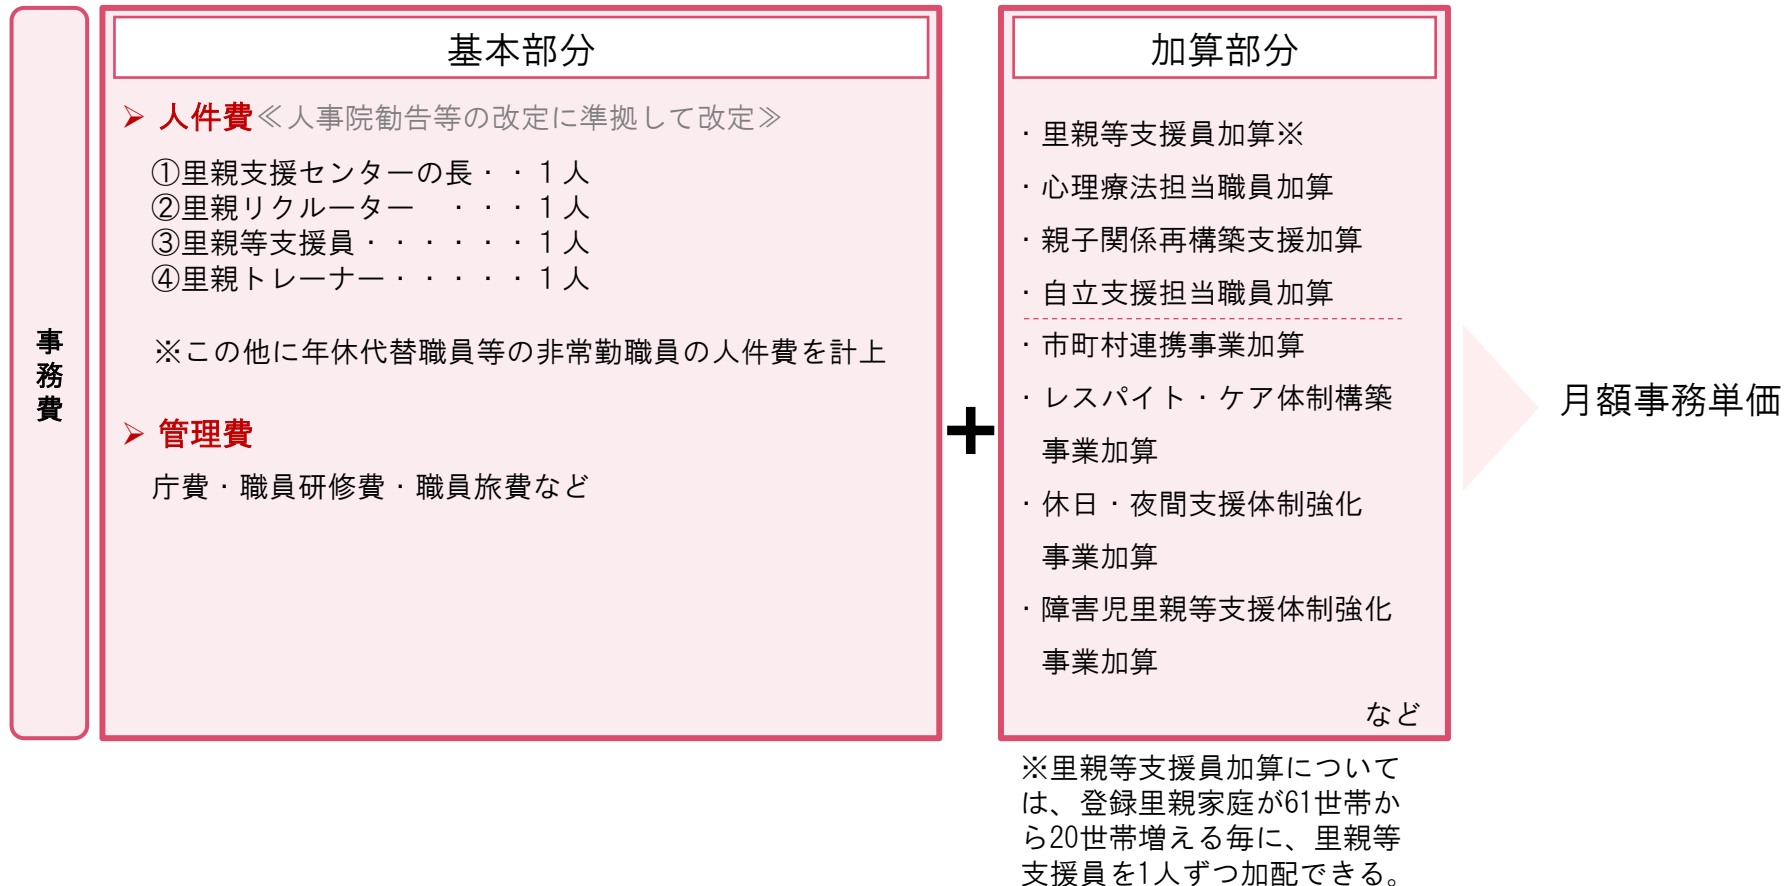 事務費
基本部分
➢ 人件費≪人事院勧告等の改定に準拠して改定≫
①里親支援センターの長・・１人
②里親リクルーター　・・・１人
③里親等支援員・・・・・・１人
④里親トレーナー・・・・・１人
※この他に年休代替職員等の非常勤職員の人件費を計上
➢ 管理費
庁費・職員研修費・職員旅費など
+
加算部分
・里親等支援員加算※
・心理療法担当職員加算
・親子関係再構築支援加算
・自立支援担当職員加算
・市町村連携事業加算
・レスパイト・ケア体制構築
事業加算
・休日・夜間支援体制強化
事業加算
・障害児里親等支援体制強化
事業加算
など
※里親等支援員加算について
は、登録里親家庭が61世帯か
ら20世帯増える毎に、里親等
支援員を1人ずつ加配できる。
月額事務単価